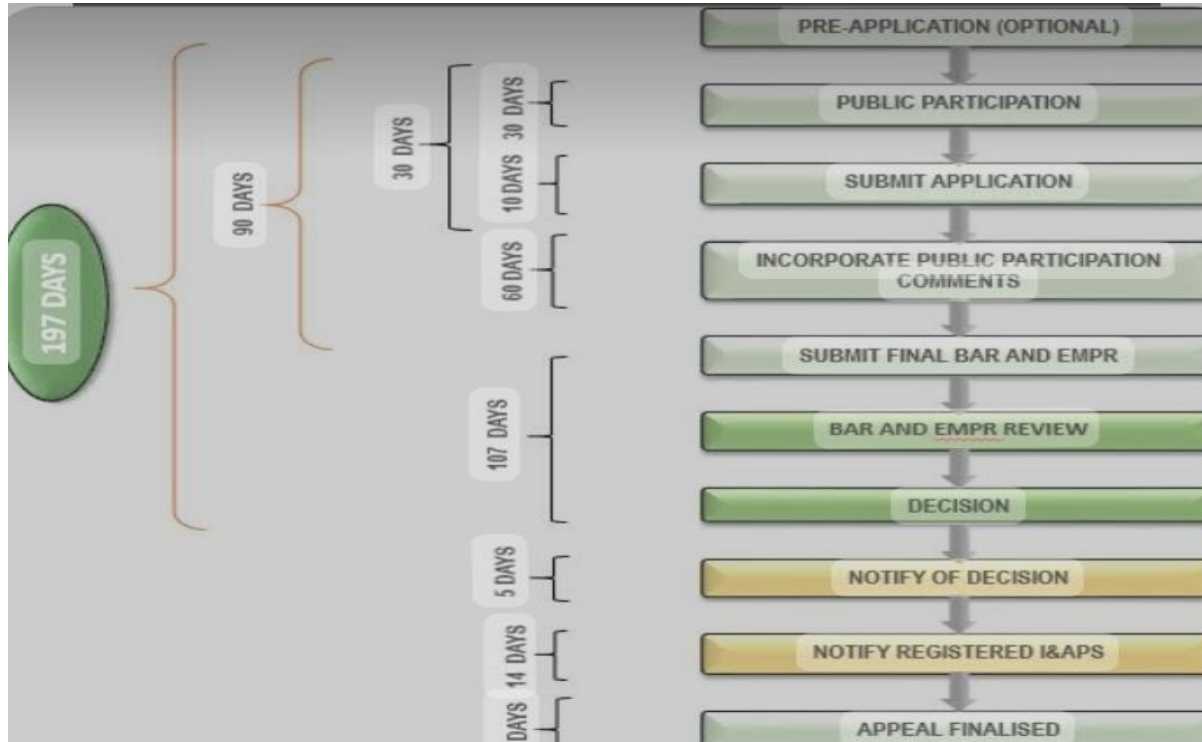 PRE-APPLICATION (OPTIONAL)
PUBLIC PARTICIPATION
SUBMIT APPLICATION
INCORPORATE PUBLIC PARTICIPATION
COMMENTS
SUBMIT FINAL BAR AND EMPR
BAR AND EMPR REVIEW
DECISION
NOTIFY OF DECISION
NOTIFY REGISTERED I&APS
APPEAL FINALISED
30 DAYS
10 DAYS
30 DAYS
60 DAYS
90 DAYS
107 DAYS
197 DAYS
5 DAYS
14 DAYS
DAYS